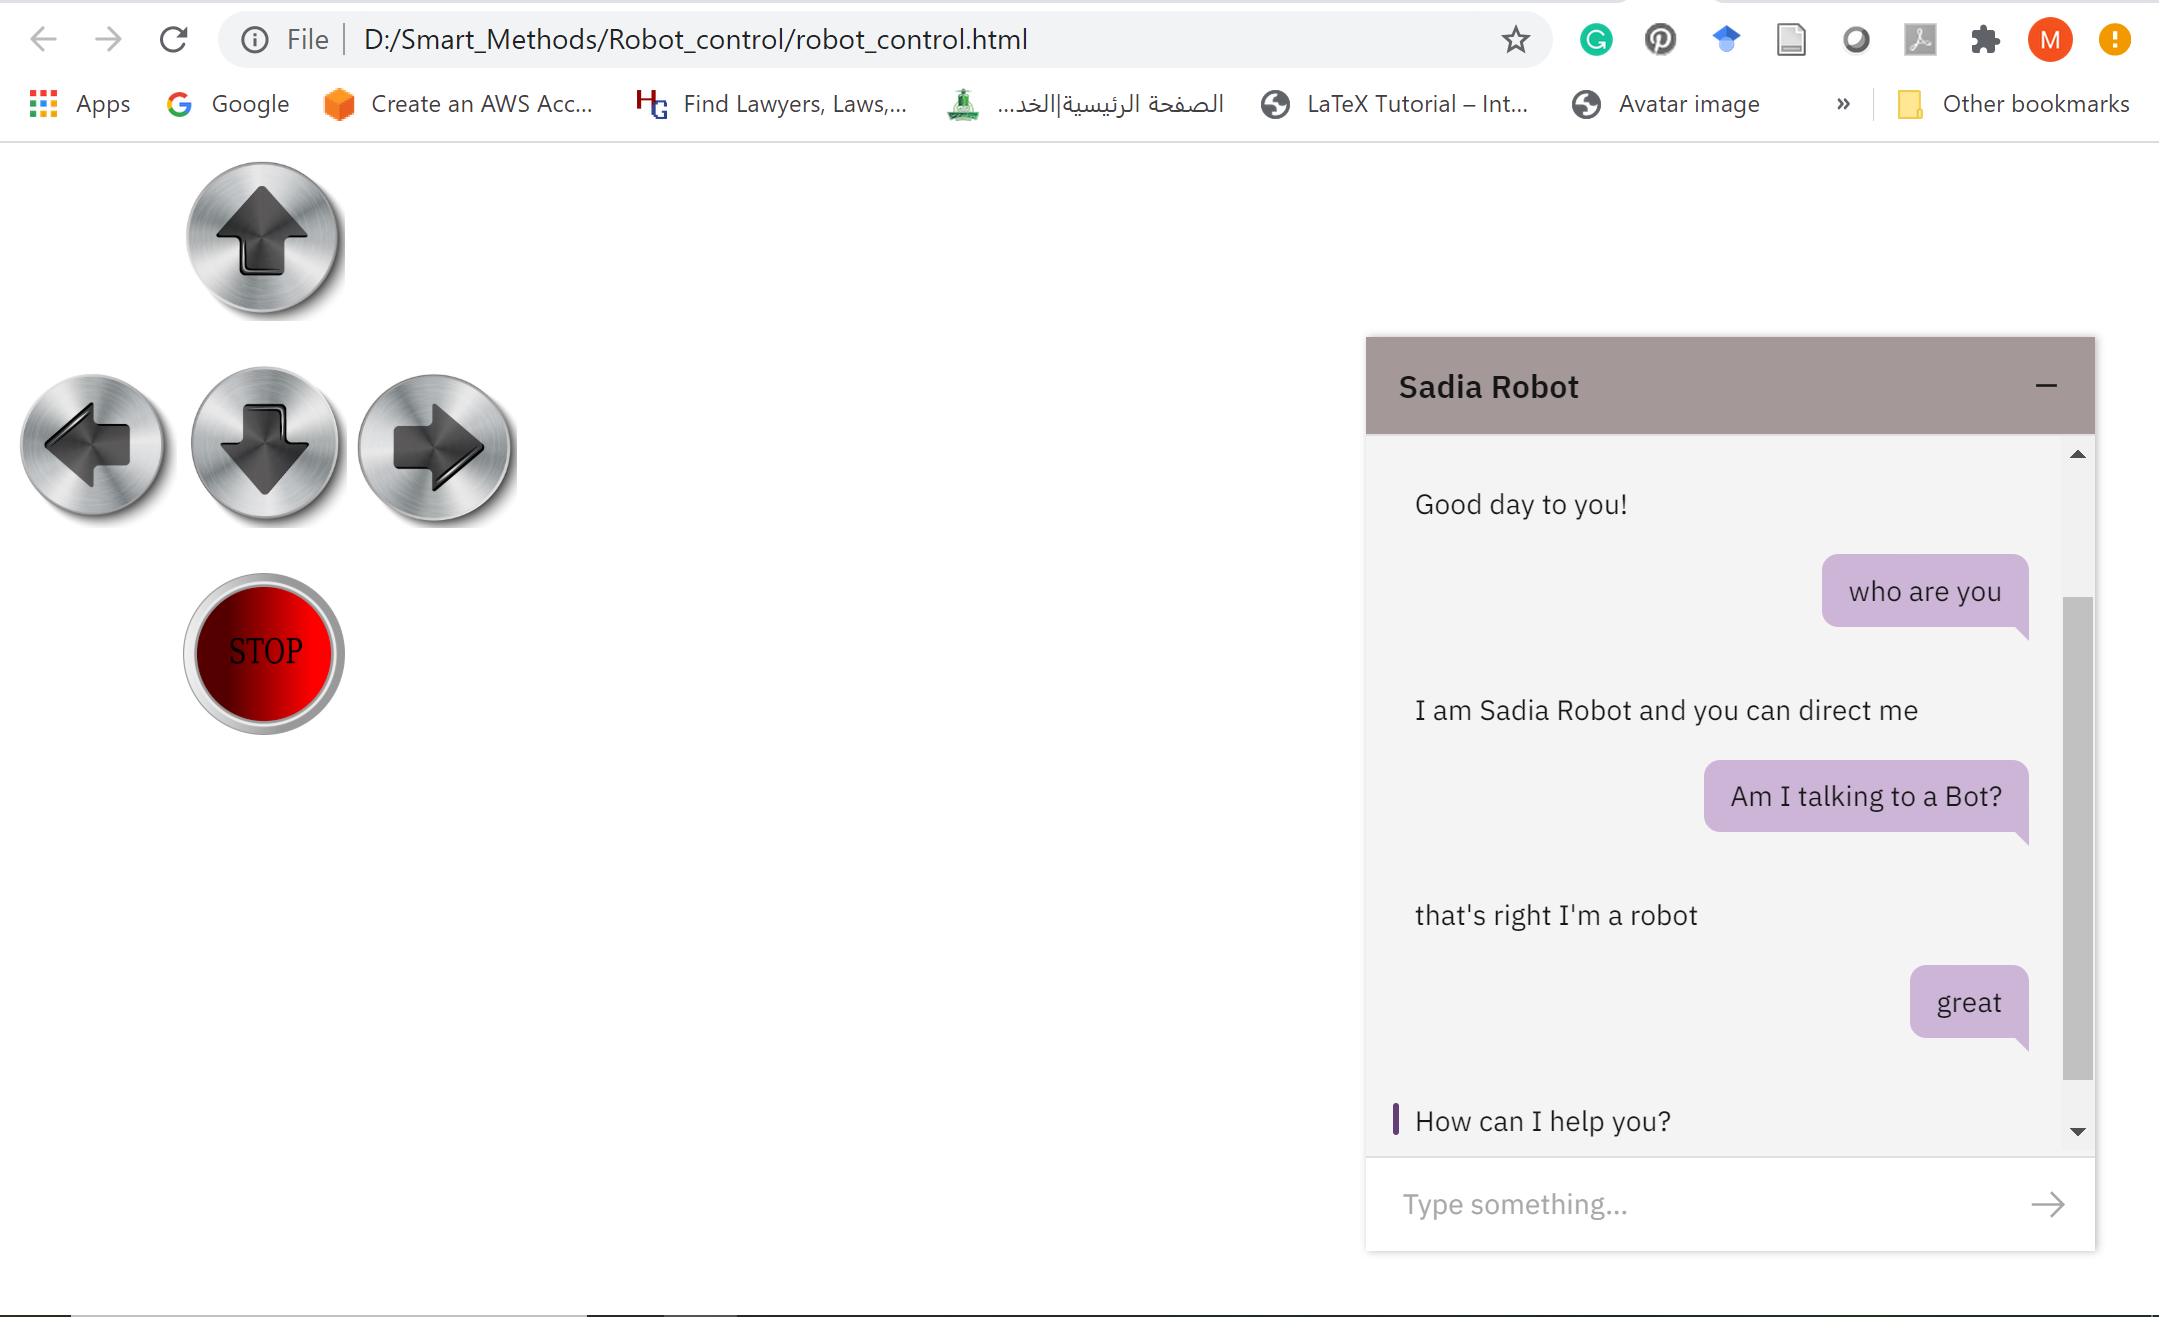 File D:/Smart_Methods/Robot_control/robot_control.html
M
Apps Google Create an AWS Acc... HG Find Lawyers, Laws,... الصفحة الرئيسية|الخد... LaTeX Tutorial – Int... Avatar image » Other bookmarks
Sadia Robot
Good day to you!
who are you
I am Sadia Robot and you can direct me
Am I talking to a Bot?
that's right I'm a robot
great
How can I help you?
Type something...
STOP